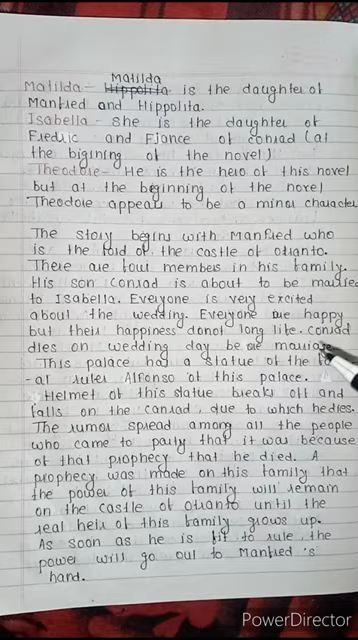 Matilda
Matilda - Hippolita is the daughter of
Manfred and Hippolita.
Isabella - she is the daughter of
Fredric and Fiance of conrad (at
the bigining of the novel)
Theodore - He is the hero of this novel
but at the beginning of the novel
Theodore appears to be a minor character
The story begins with Manfred who
is the lord of the castle of otranto.
There are four members in his family.
His son conrad is about to be married
to Isabella. Everyone is very excited
about the wedding. Everyone are happy
but their happiness donot long life. conrad
dies on wedding day be
This palace has a statue of the
-al ruler Alfonso of this palace.
Helmet of this statue breaks off and
falls on the conrad, due to which he dies.
The rumor spread among all the people
who came to party that it was because
of that prophecy that he died. A
prophecy was made on this family that
the power of this family will remain
on the castle of otranto until the
real heir of this family grows up.
As soon as he is fit to rule, the
power will go out to Manfred's
hand.
PowerDirector